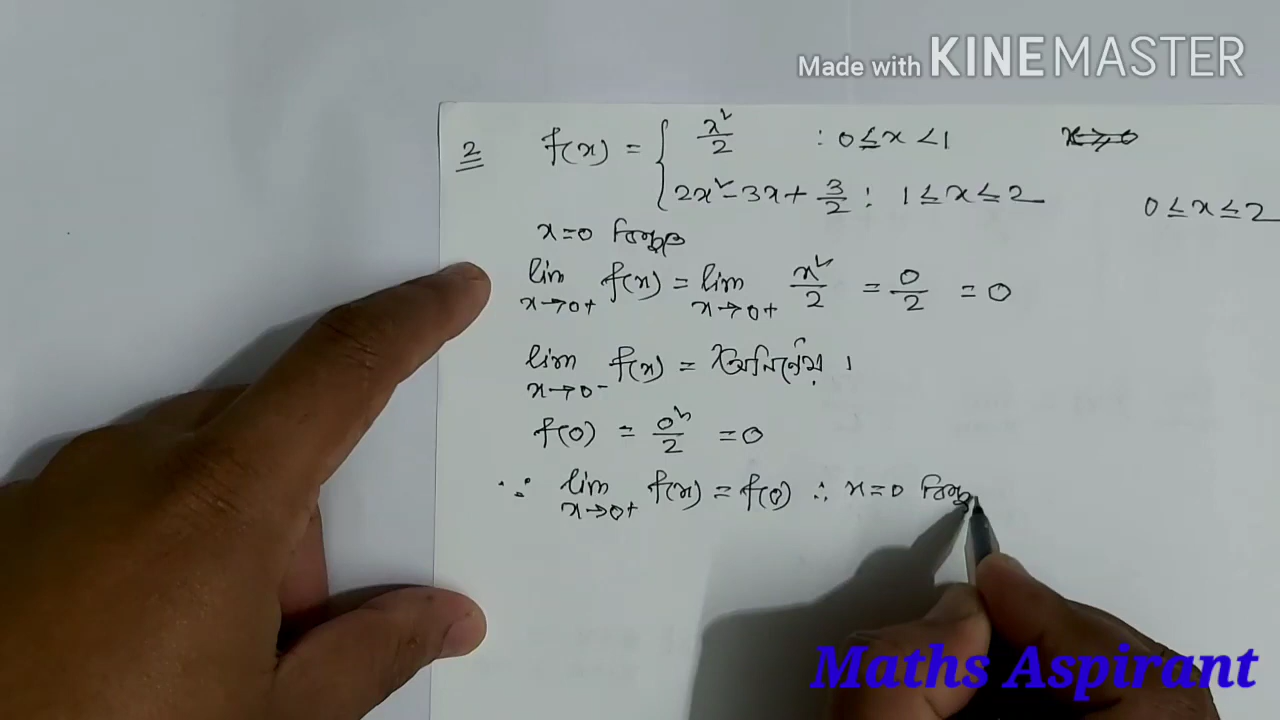 Made with KINEMASTER
2 f(x) = { x²/2 : 0 ≤ x < 1 x → 0
2x² - 3x + 3/2 : 1 ≤ x ≤ 2 0 ≤ x ≤ 2
x = 0 বিন্দুতে
lim x→0+ f(x) = lim x→0+ x²/2 = 0/2 = 0
lim x→0- f(x) = অনির্ণেয় ।
f(0) = 0²/2 = 0
∵ lim x→0+ f(x) = f(0) ∴ x = 0 বিন্দু
Maths Aspirant